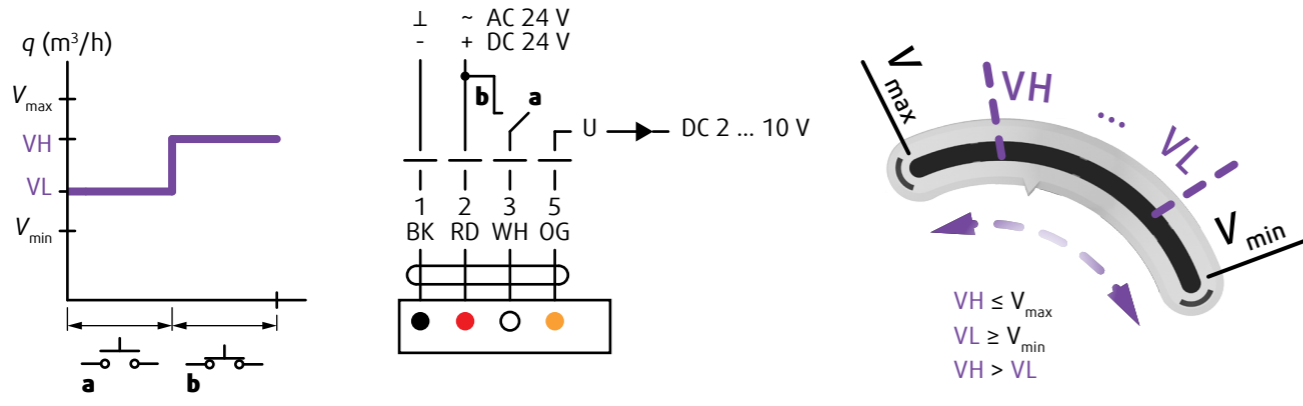 q (m³/h)
Vmax
VH
VL
Vmin
a
b
⊥ ~ AC 24 V
- + DC 24 V
b a
U DC 2 ... 10 V
1 2 3 5
BK RD WH OG
Vmax
VH
...
VL
Vmin
VH ≤ Vmax
VL ≥ Vmin
VH > VL